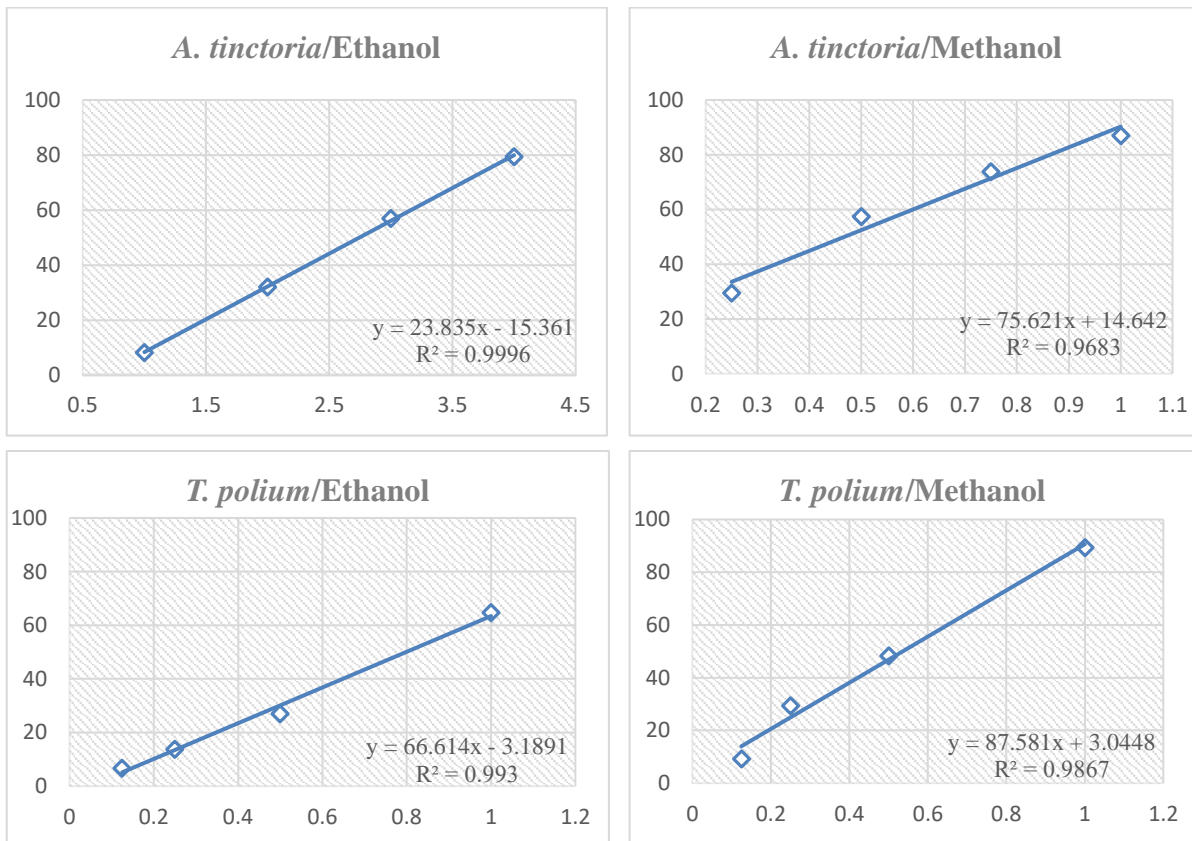 A. tinctoria/Ethanol
100
80
60
40
20
0
y = 23.835x - 15.361
R² = 0.9996
0.5 1.5 2.5 3.5 4.5
A. tinctoria/Methanol
100
80
60
40
20
0
y = 75.621x + 14.642
R² = 0.9683
0.2 0.3 0.4 0.5 0.6 0.7 0.8 0.9 1 1.1
T. polium/Ethanol
100
80
60
40
20
0
y = 66.614x - 3.1891
R² = 0.993
0 0.2 0.4 0.6 0.8 1 1.2
T. polium/Methanol
100
80
60
40
20
0
y = 87.581x + 3.0448
R² = 0.9867
0 0.2 0.4 0.6 0.8 1 1.2